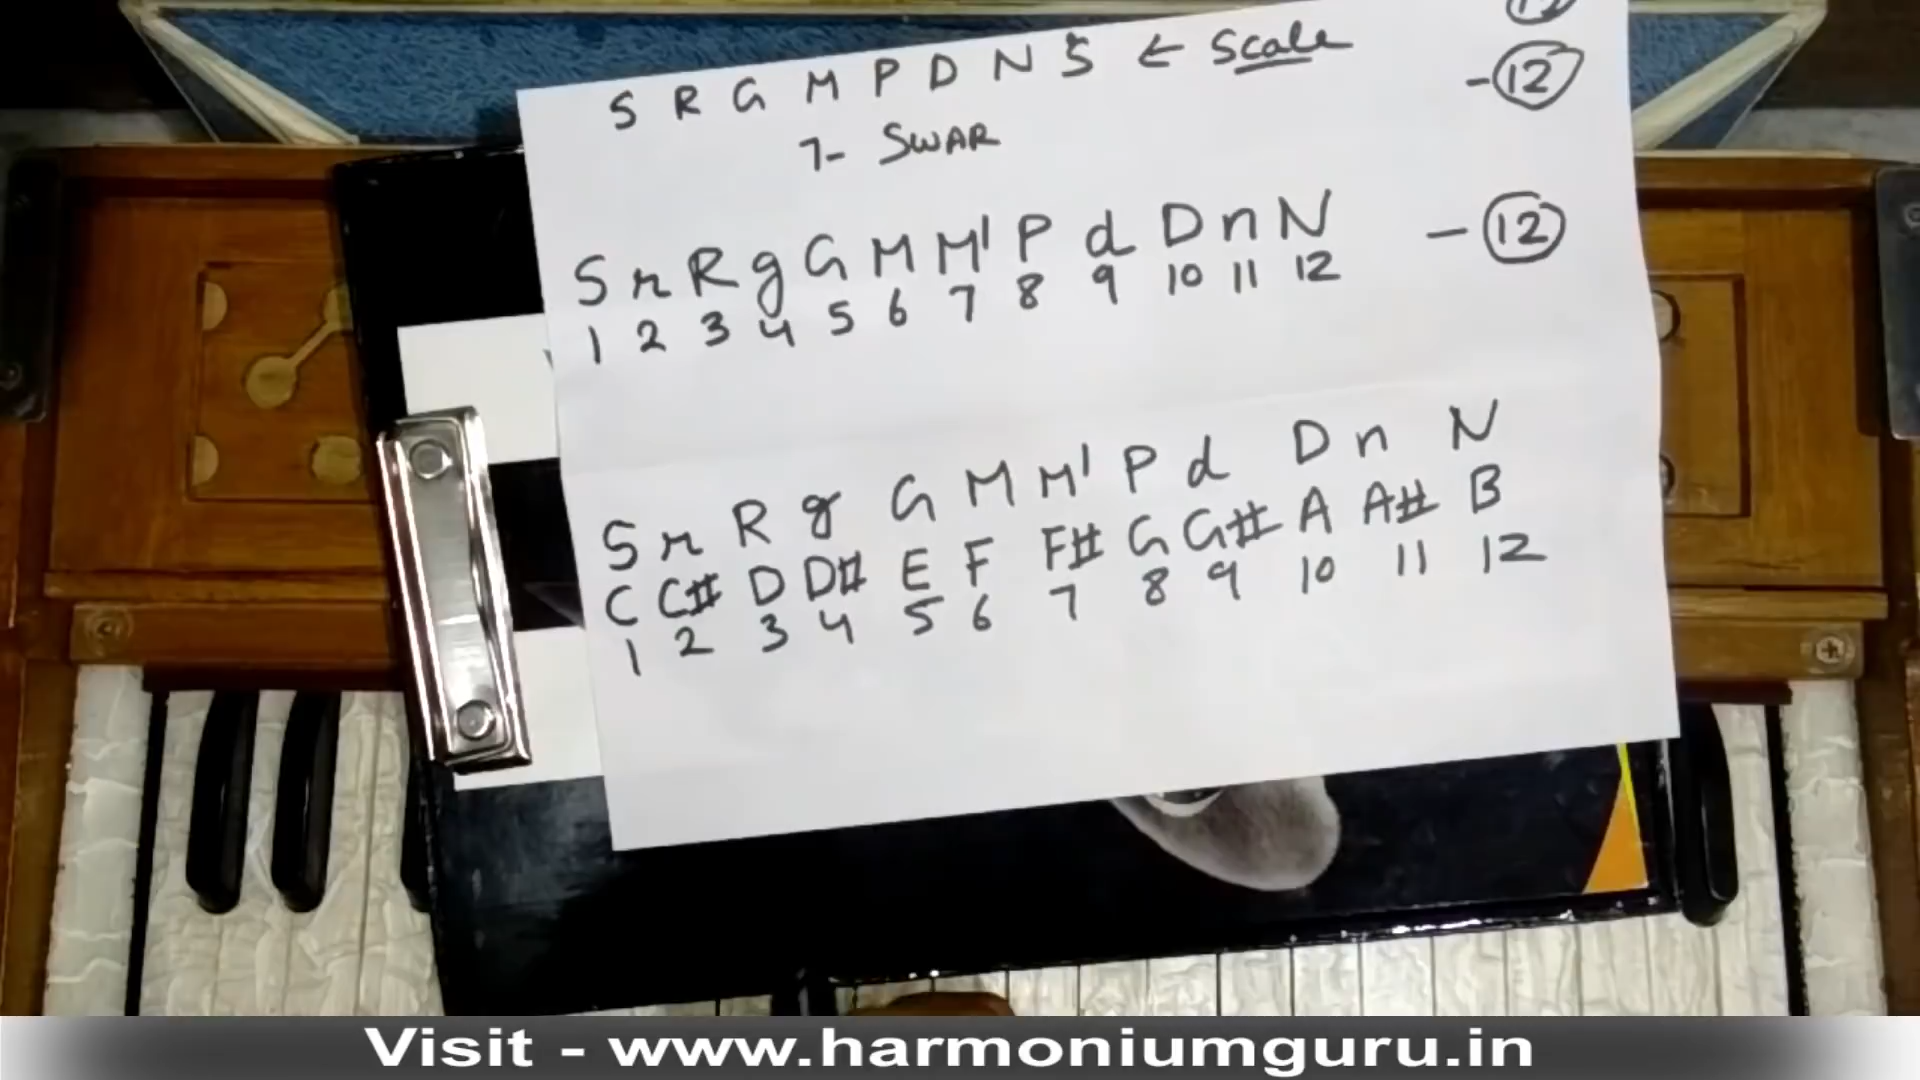 S R G M P D N Ṡ ← Scale
12
- 12
7- SWAR
S r R g G M M' P d D n N - 12
1 2 3 4 5 6 7 8 9 10 11 12
S r R g G M M' P d D n N
C C# D D# E F F# G G# A A# B
1 2 3 4 5 6 7 8 9 10 11 12
Visit - www.harmoniumguru.in